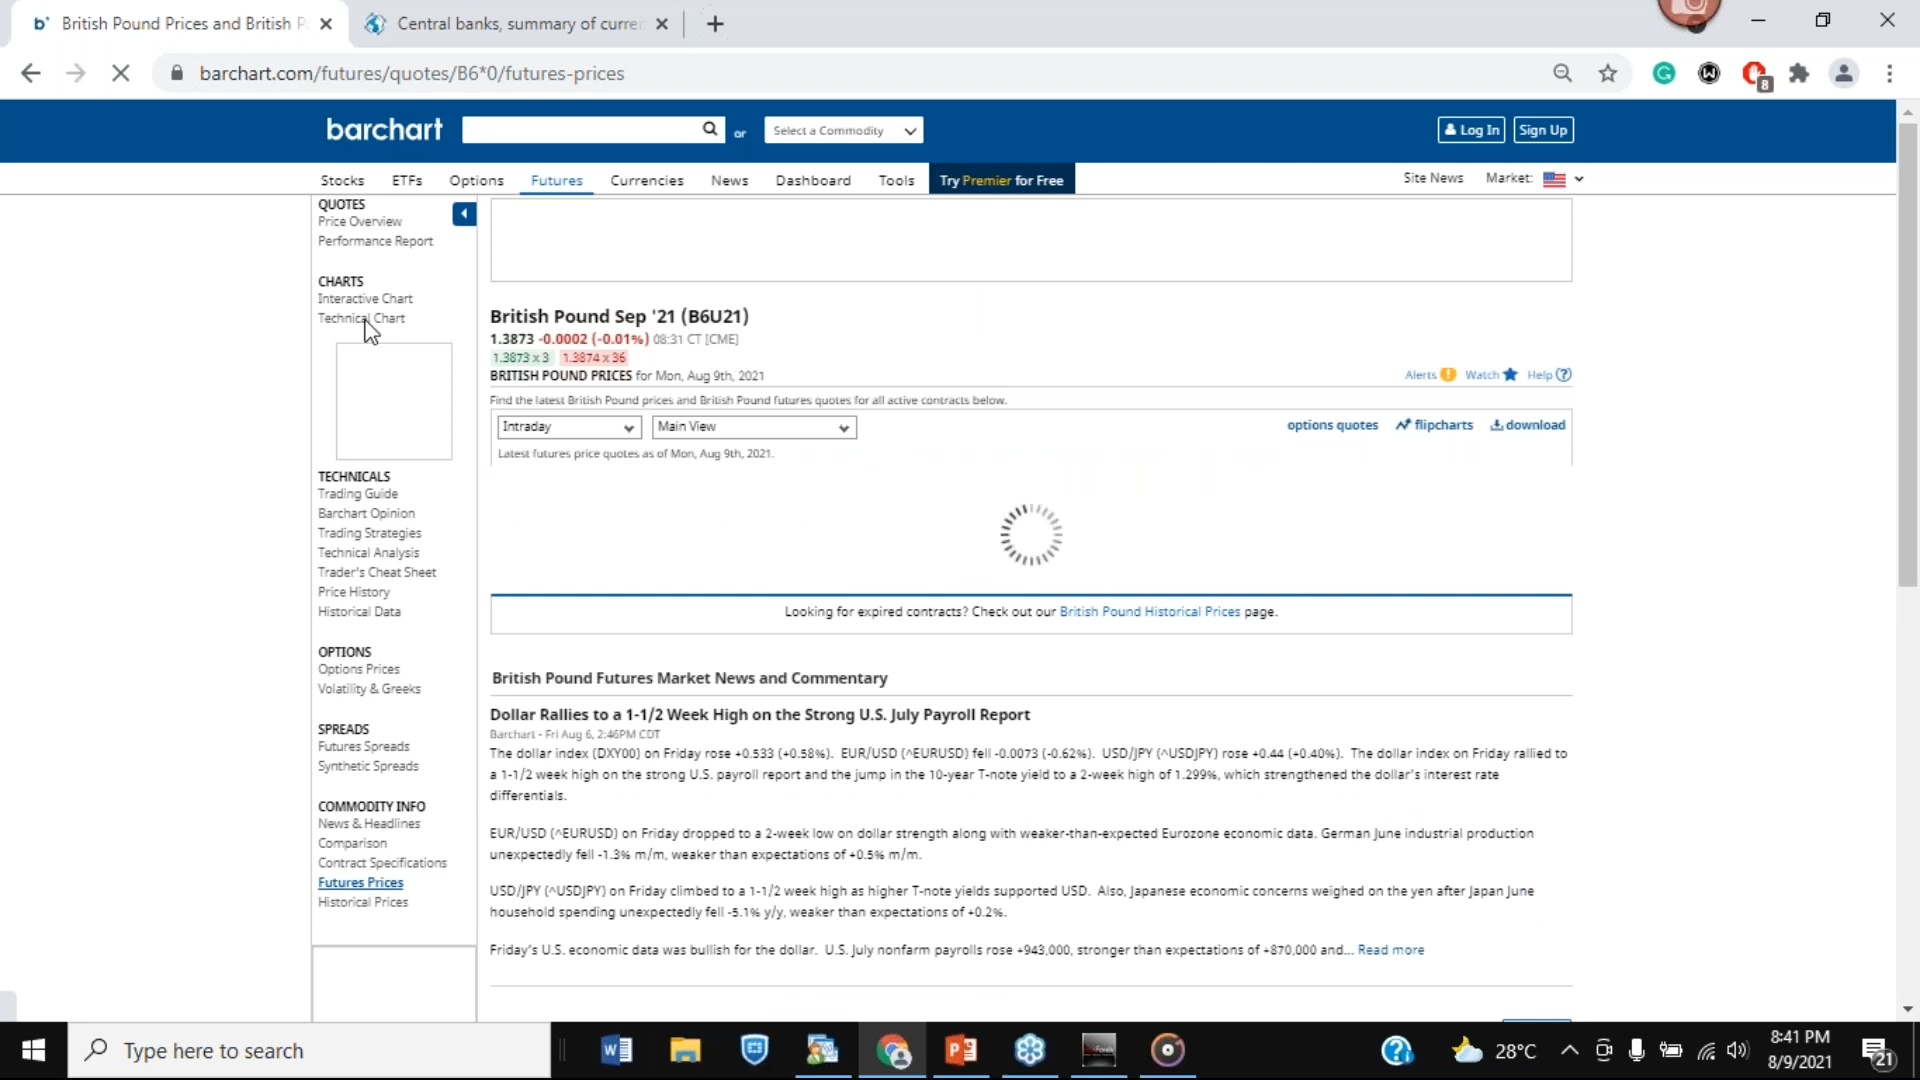 British Pound Prices and British P
Central banks, summary of curre
barchart.com/futures/quotes/B6*0/futures-prices
8
barchart
or
Select a Commodity
Log In
Sign Up
Stocks ETFs Options Futures Currencies News Dashboard Tools Try Premier for Free
Site News Market:
QUOTES
Price Overview
Performance Report
CHARTS
Interactive Chart
Technical Chart
TECHNICALS
Trading Guide
Barchart Opinion
Trading Strategies
Technical Analysis
Trader's Cheat Sheet
Price History
Historical Data
OPTIONS
Options Prices
Volatility & Greeks
SPREADS
Futures Spreads
Synthetic Spreads
COMMODITY INFO
News & Headlines
Comparison
Contract Specifications
Futures Prices
Historical Prices
British Pound Sep '21 (B6U21)
1.3873 -0.0002 (-0.01%) 08:31 CT [CME]
1.3873 x 3 1.3874 x 36
BRITISH POUND PRICES for Mon, Aug 9th, 2021
Alerts Watch Help
Find the latest British Pound prices and British Pound futures quotes for all active contracts below.
Intraday Main View
options quotes flipcharts download
Latest futures price quotes as of Mon, Aug 9th, 2021.
Looking for expired contracts? Check out our British Pound Historical Prices page.
British Pound Futures Market News and Commentary
Dollar Rallies to a 1-1/2 Week High on the Strong U.S. July Payroll Report
Barchart - Fri Aug 6, 2:46PM CDT
The dollar index (DXY00) on Friday rose +0.533 (+0.58%). EUR/USD (^EURUSD) fell -0.0073 (-0.62%). USD/JPY (^USDJPY) rose +0.44 (+0.40%). The dollar index on Friday rallied to
a 1-1/2 week high on the strong U.S. payroll report and the jump in the 10-year T-note yield to a 2-week high of 1.299%, which strengthened the dollar's interest rate
differentials.
EUR/USD (^EURUSD) on Friday dropped to a 2-week low on dollar strength along with weaker-than-expected Eurozone economic data. German June industrial production
unexpectedly fell -1.3% m/m, weaker than expectations of +0.5% m/m.
USD/JPY (^USDJPY) on Friday climbed to a 1-1/2 week high as higher T-note yields supported USD. Also, Japanese economic concerns weighed on the yen after Japan June
household spending unexpectedly fell -5.1% y/y, weaker than expectations of +0.2%.
Friday's U.S. economic data was bullish for the dollar. U.S. July nonfarm payrolls rose +943,000, stronger than expectations of +870,000 and... Read more
Type here to search
28°C
8:41 PM
8/9/2021
21